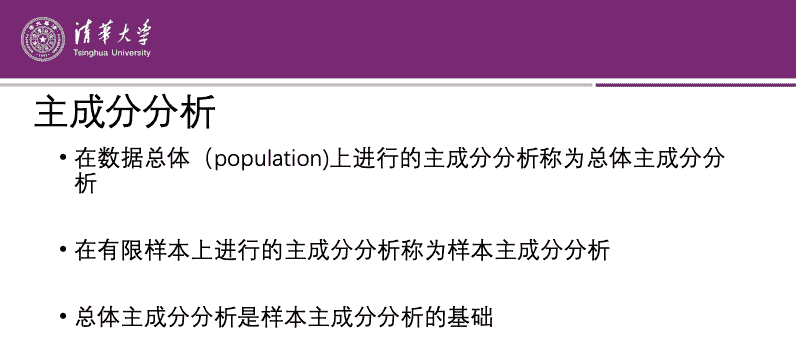 清华大学
Tsinghua University
主成分分析
• 在数据总体（population)上进行的主成分分析称为总体主成分分
析
• 在有限样本上进行的主成分分析称为样本主成分分析
• 总体主成分分析是样本主成分分析的基础